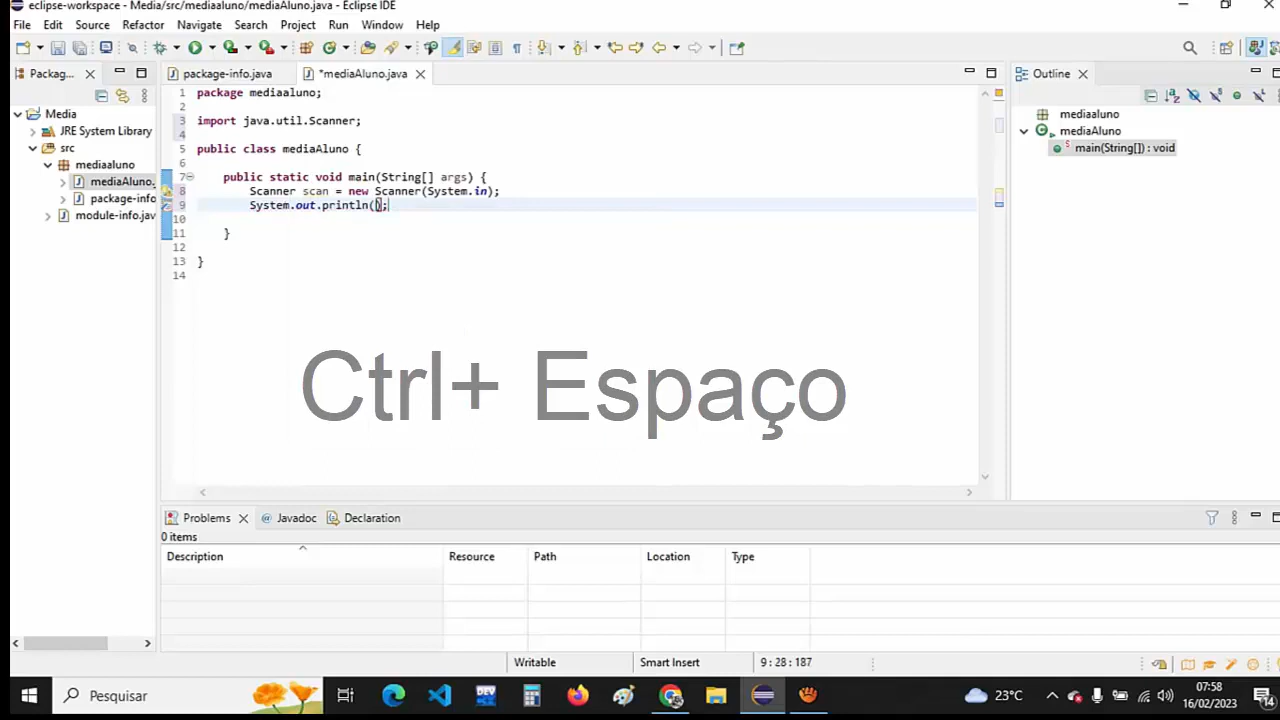 eclipse-workspace - Media/src/mediaaluno/mediaAluno.java - Eclipse IDE
File Edit Source Refactor Navigate Search Project Run Window Help
Packag...
package-info.java
*mediaAluno.java
Outline
Media
JRE System Library
src
mediaaluno
mediaAluno.
package-info
module-info.jav
1 package mediaaluno;
2
3 import java.util.Scanner;
4
5 public class mediaAluno {
6
7 public static void main(String[] args) {
8 Scanner scan = new Scanner(System.in);
9 System.out.println();
10
11 }
12
13 }
14
mediaaluno
mediaAluno
main(String[]) : void
Ctrl+ Espaço
Problems @ Javadoc Declaration
0 items
Description Resource Path Location Type
Writable Smart Insert 9 : 28 : 187
Pesquisar
DEV
23°C
07:58
16/02/2023
14